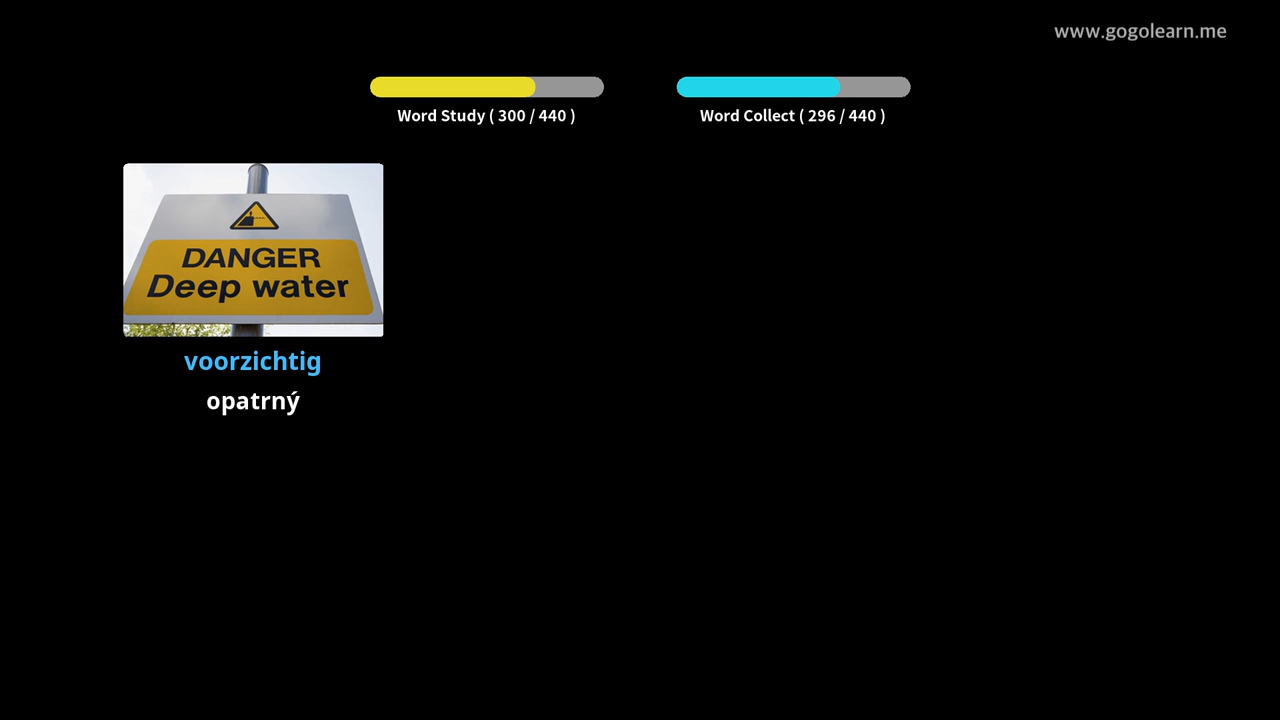 www.gogolearn.me
Word Study ( 300 / 440 )
Word Collect ( 296 / 440 )
DANGER
Deep water
voorzichtig
opatrný